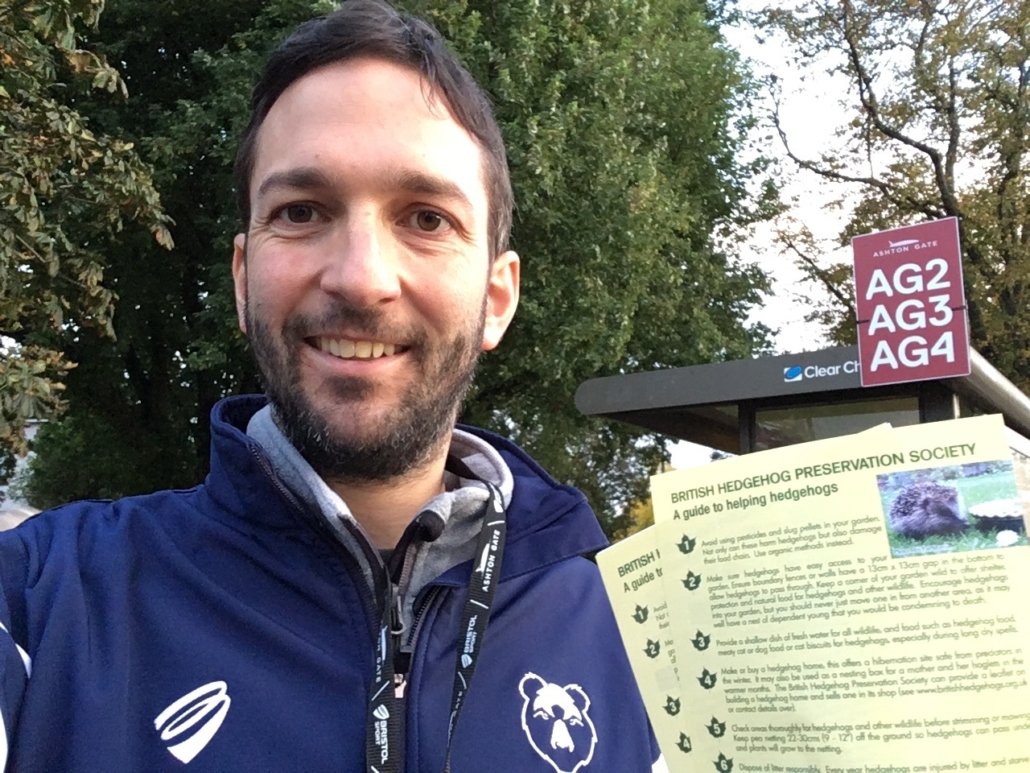 ASHTON GATE
AG2
AG3
AG4
Clear Ch
BRITISH HEDGEHOG PRESERVATION SOCIETY
A guide to helping hedgehogs
1 Avoid using pesticides and slug pellets in your garden.
Not only can these harm hedgehogs but also damage
their food chain. Use organic methods instead.
2 Make sure hedgehogs have easy access to your
garden. Ensure boundary fences or walls have a 13cm x 13cm gap in the bottom to
allow hedgehogs to pass through. Keep a corner of your garden wild to offer shelter,
protection and natural food for hedgehogs and other wildlife. Encourage hedgehogs
into your garden, but you should never just move one in from another area, as it may
well have a nest of dependent young that you would be condemning to death.
3 Provide a shallow dish of fresh water for all wildlife, and food such as hedgehog food,
meaty cat or dog food or cat biscuits for hedgehogs, especially during long dry spells.
4 Make or buy a hedgehog home, this offers a hibernation site safe from predators in
the winter. It may also be used as a nesting box for a mother and her hoglets in the
warmer months. The British Hedgehog Preservation Society can provide a leaflet on
building a hedgehog home and sells one in its shop (see www.britishhedgehogs.org.uk
or contact details over).
5 Check areas thoroughly for hedgehogs and other wildlife before strimming or mowing
Keep pea netting 22-30cms (9 - 12") off the ground so hedgehogs can pass under
and plants will grow to the netting.
6 Dispose of litter responsibly. Every year hedgehogs are injured by litter and starve
BRITISH H
A guide to
1
2
3
4
ASHTON GATE
BRISTOL
SPORT
BRISTOL
SPORT